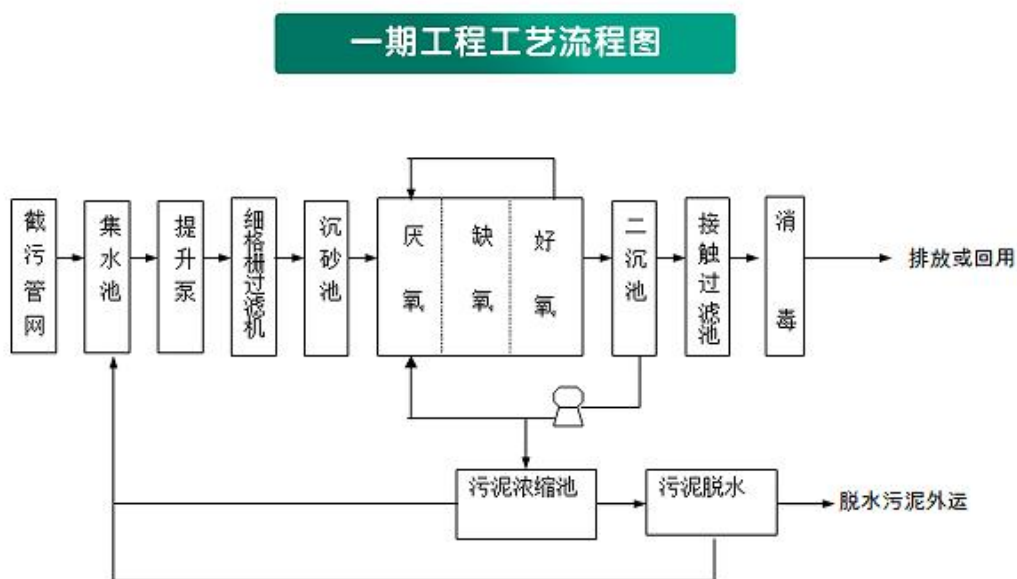 一期工程工艺流程图
截污管网
集水池
提升泵
细格栅过滤机
沉砂池
厌氧
缺氧
好氧
二沉池
接触过滤池
消毒
排放或回用
污泥浓缩池
污泥脱水
脱水污泥外运